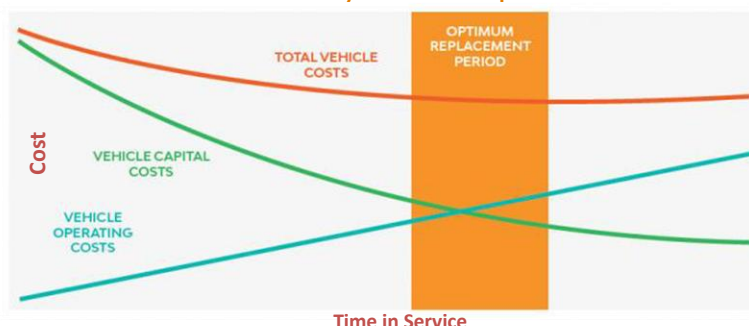 OPTIMUM
REPLACEMENT
PERIOD
TOTAL VEHICLE
COSTS
Cost
VEHICLE CAPITAL
COSTS
VEHICLE
OPERATING
COSTS
Time in Service